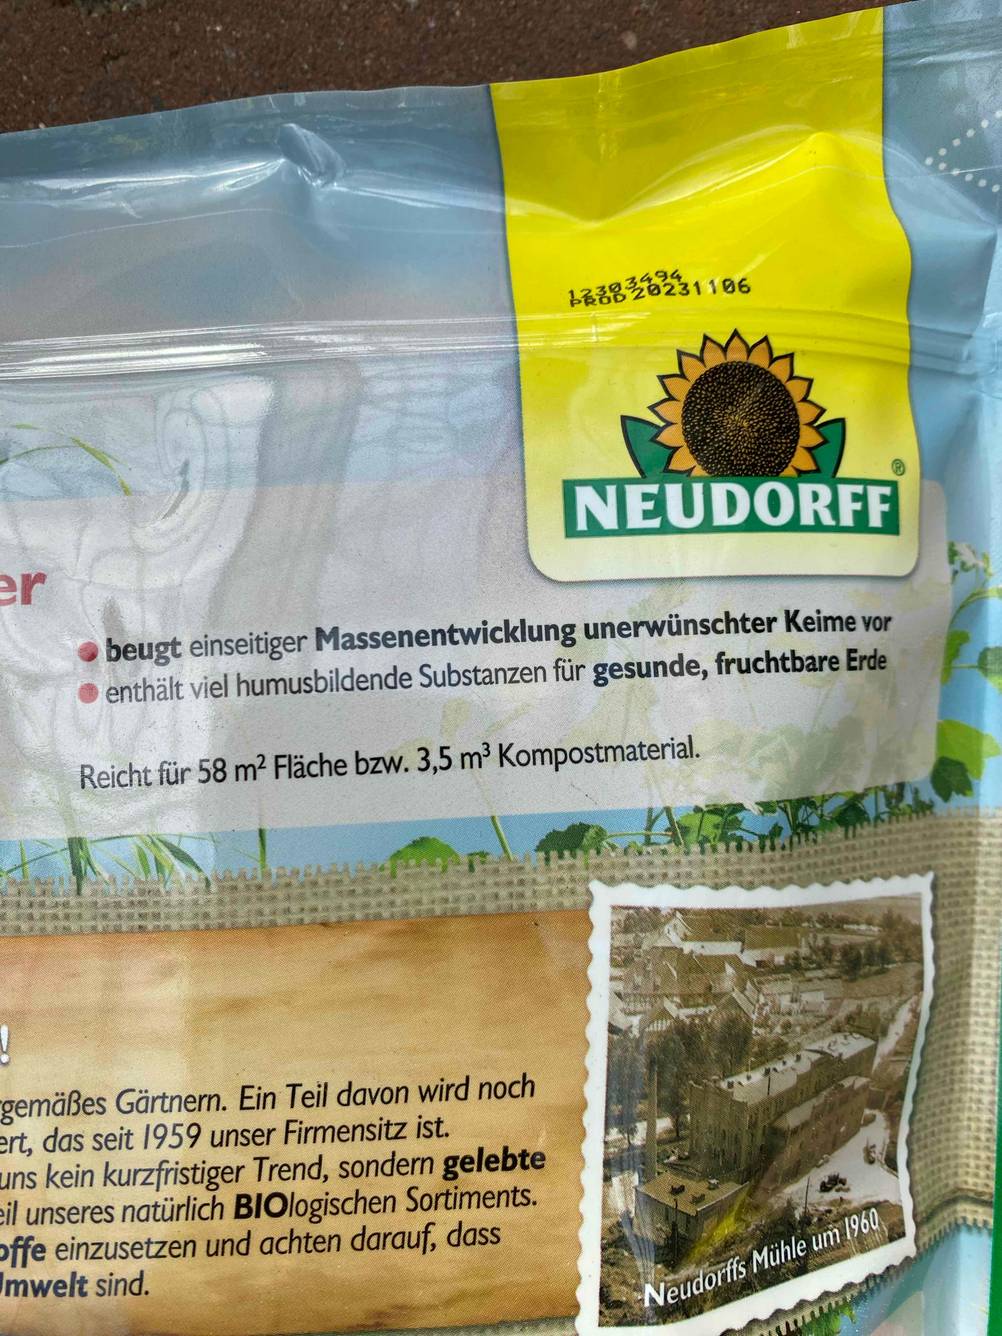 12303494
PROD 20231106
NEUDORFF®
er
beugt einseitiger Massenentwicklung unerwünschter Keime vor
enthält viel humusbildende Substanzen für gesunde, fruchtbare Erde
Reicht für 58 m² Fläche bzw. 3,5 m³ Kompostmaterial.
!
gemäßes Gärtnern. Ein Teil davon wird noch
ert, das seit 1959 unser Firmensitz ist.
uns kein kurzfristiger Trend, sondern gelebte
eil unseres natürlich BIOlogischen Sortiments.
offe einzusetzen und achten darauf, dass
Umwelt sind.
Neudorffs Mühle um 1960